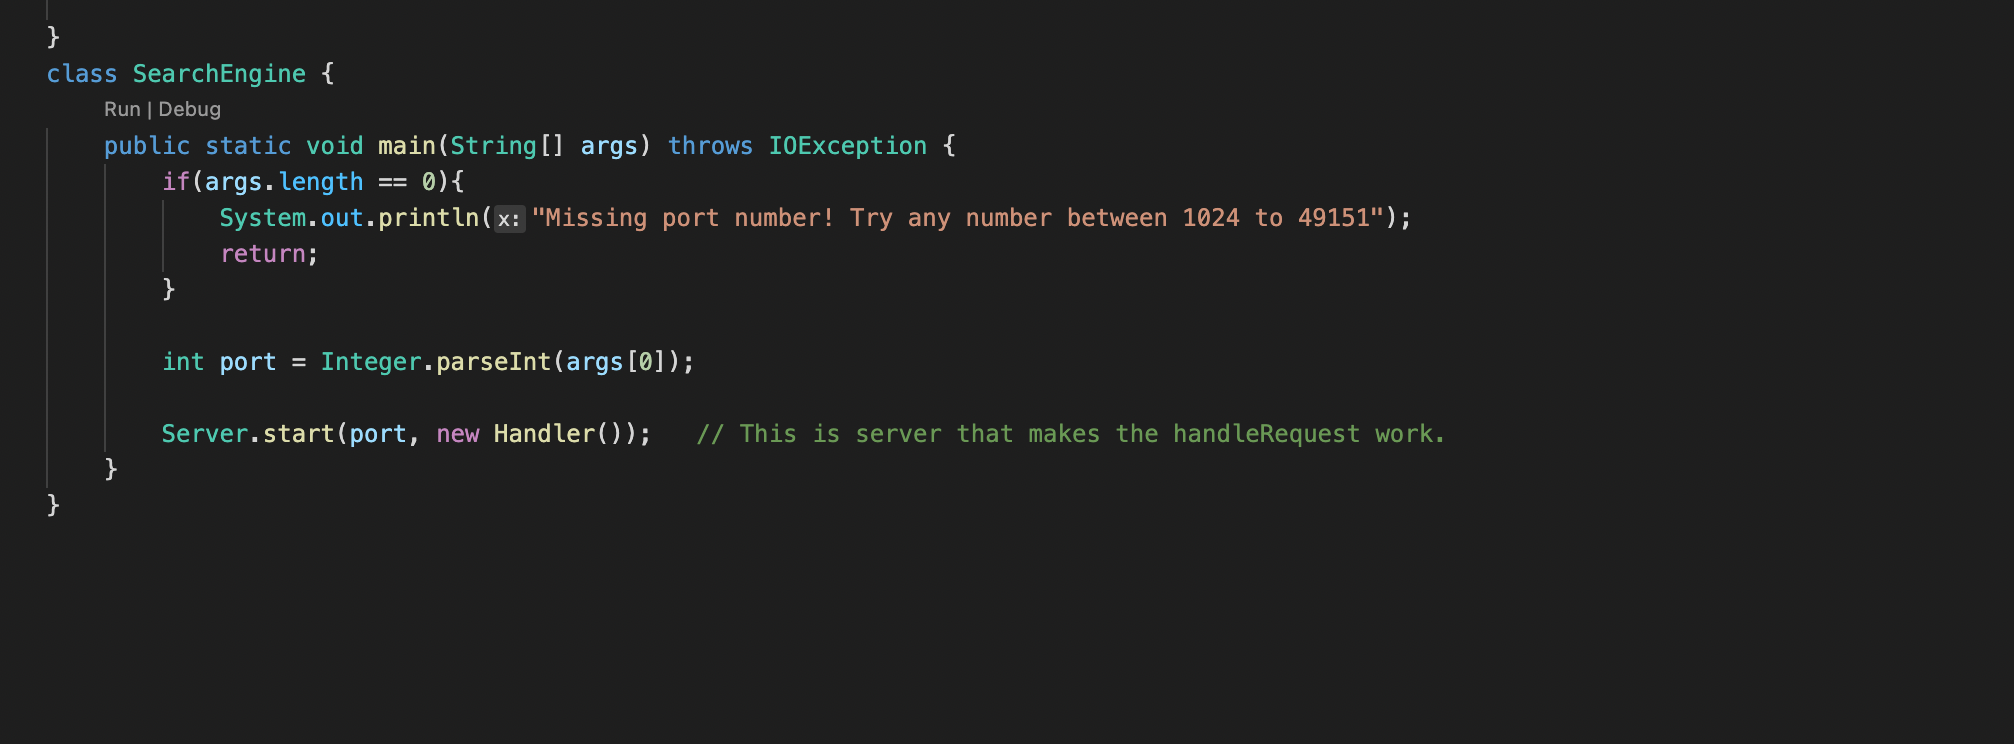 }
class SearchEngine {
Run | Debug
public static void main(String[] args) throws IOException {
if(args.length == 0){
System.out.println(x:"Missing port number! Try any number between 1024 to 49151");
return;
}
int port = Integer.parseInt(args[0]);
Server.start(port, new Handler());   // This is server that makes the handleRequest work.
}
}